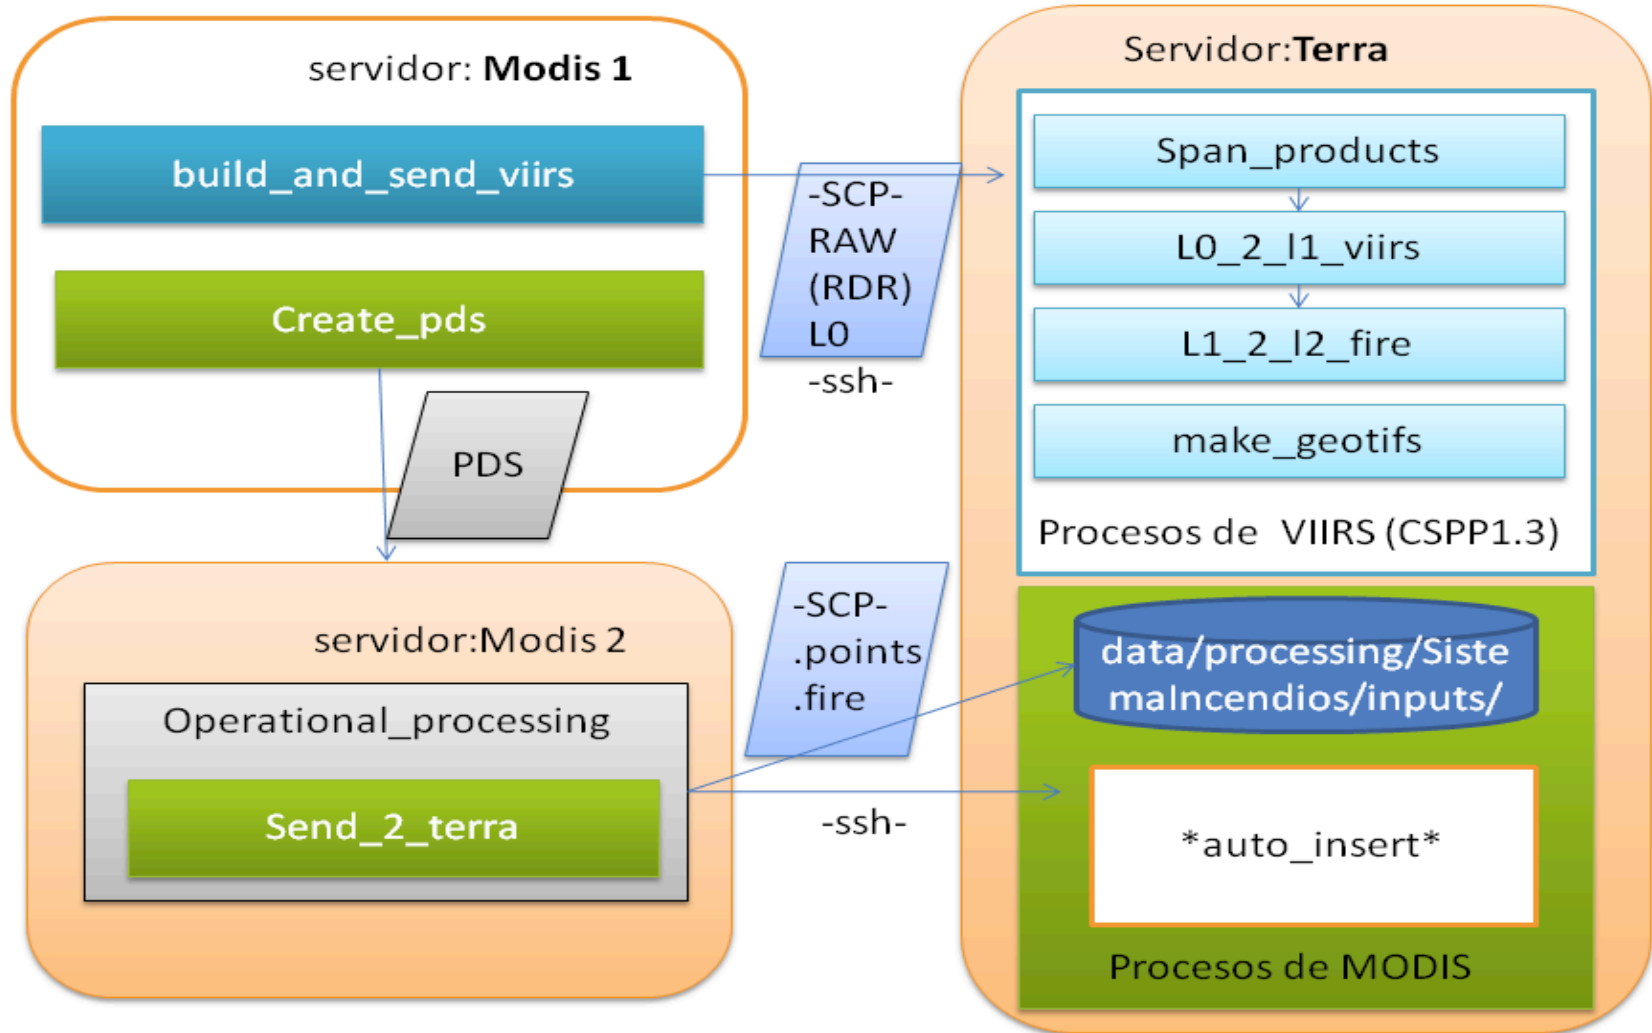 servidor: Modis 1
build_and_send_viirs
Create_pds
PDS
-SCP-
RAW
(RDR)
L0
-ssh-
servidor:Modis 2
Operational_processing
Send_2_terra
-SCP-
.points
.fire
-ssh-
Servidor:Terra
Span_products
L0_2_l1_viirs
L1_2_l2_fire
make_geotifs
Procesos de VIIRS (CSPP1.3)
data/processing/Siste
maIncendios/inputs/
*auto_insert*
Procesos de MODIS